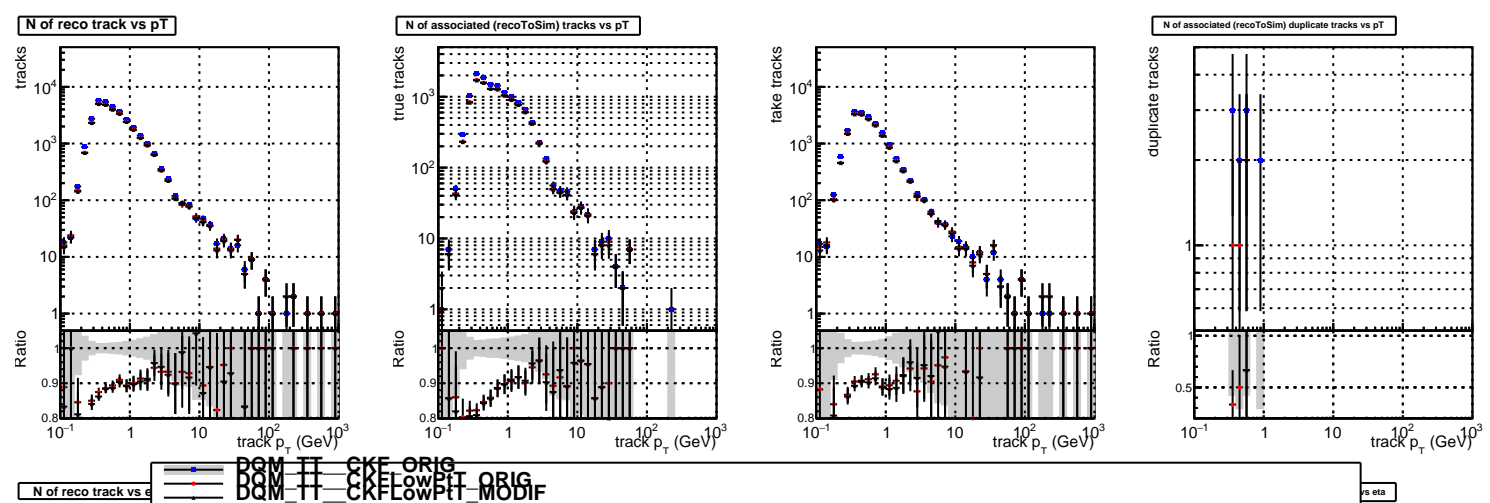 N of reco track vs pT
N of associated (recoToSim) tracks vs pT
N of associated (recoToSim) duplicate tracks vs pT
tracks
10⁴
10³
10²
10
1
Ratio
1
0.9
0.8
10⁻¹ 1 10 10² 10³
track p_T (GeV)
true tracks
10³
10²
10
1
Ratio
1
0.9
0.8
10⁻¹ 1 10 10² 10³
track p_T (GeV)
fake tracks
10⁴
10³
10²
10
1
Ratio
1
0.9
0.8
10⁻¹ 1 10 10² 10³
track p_T (GeV)
duplicate tracks
1
Ratio
1
0.5
10⁻¹ 1 10 10² 10³
track p_T (GeV)
DQM_TT__CKF_ORIG
DQM_TT__CKFLowPtT_ORIG
DQM_TT__CKFLowPtT_MODIF
N of reco track vs e
vs eta